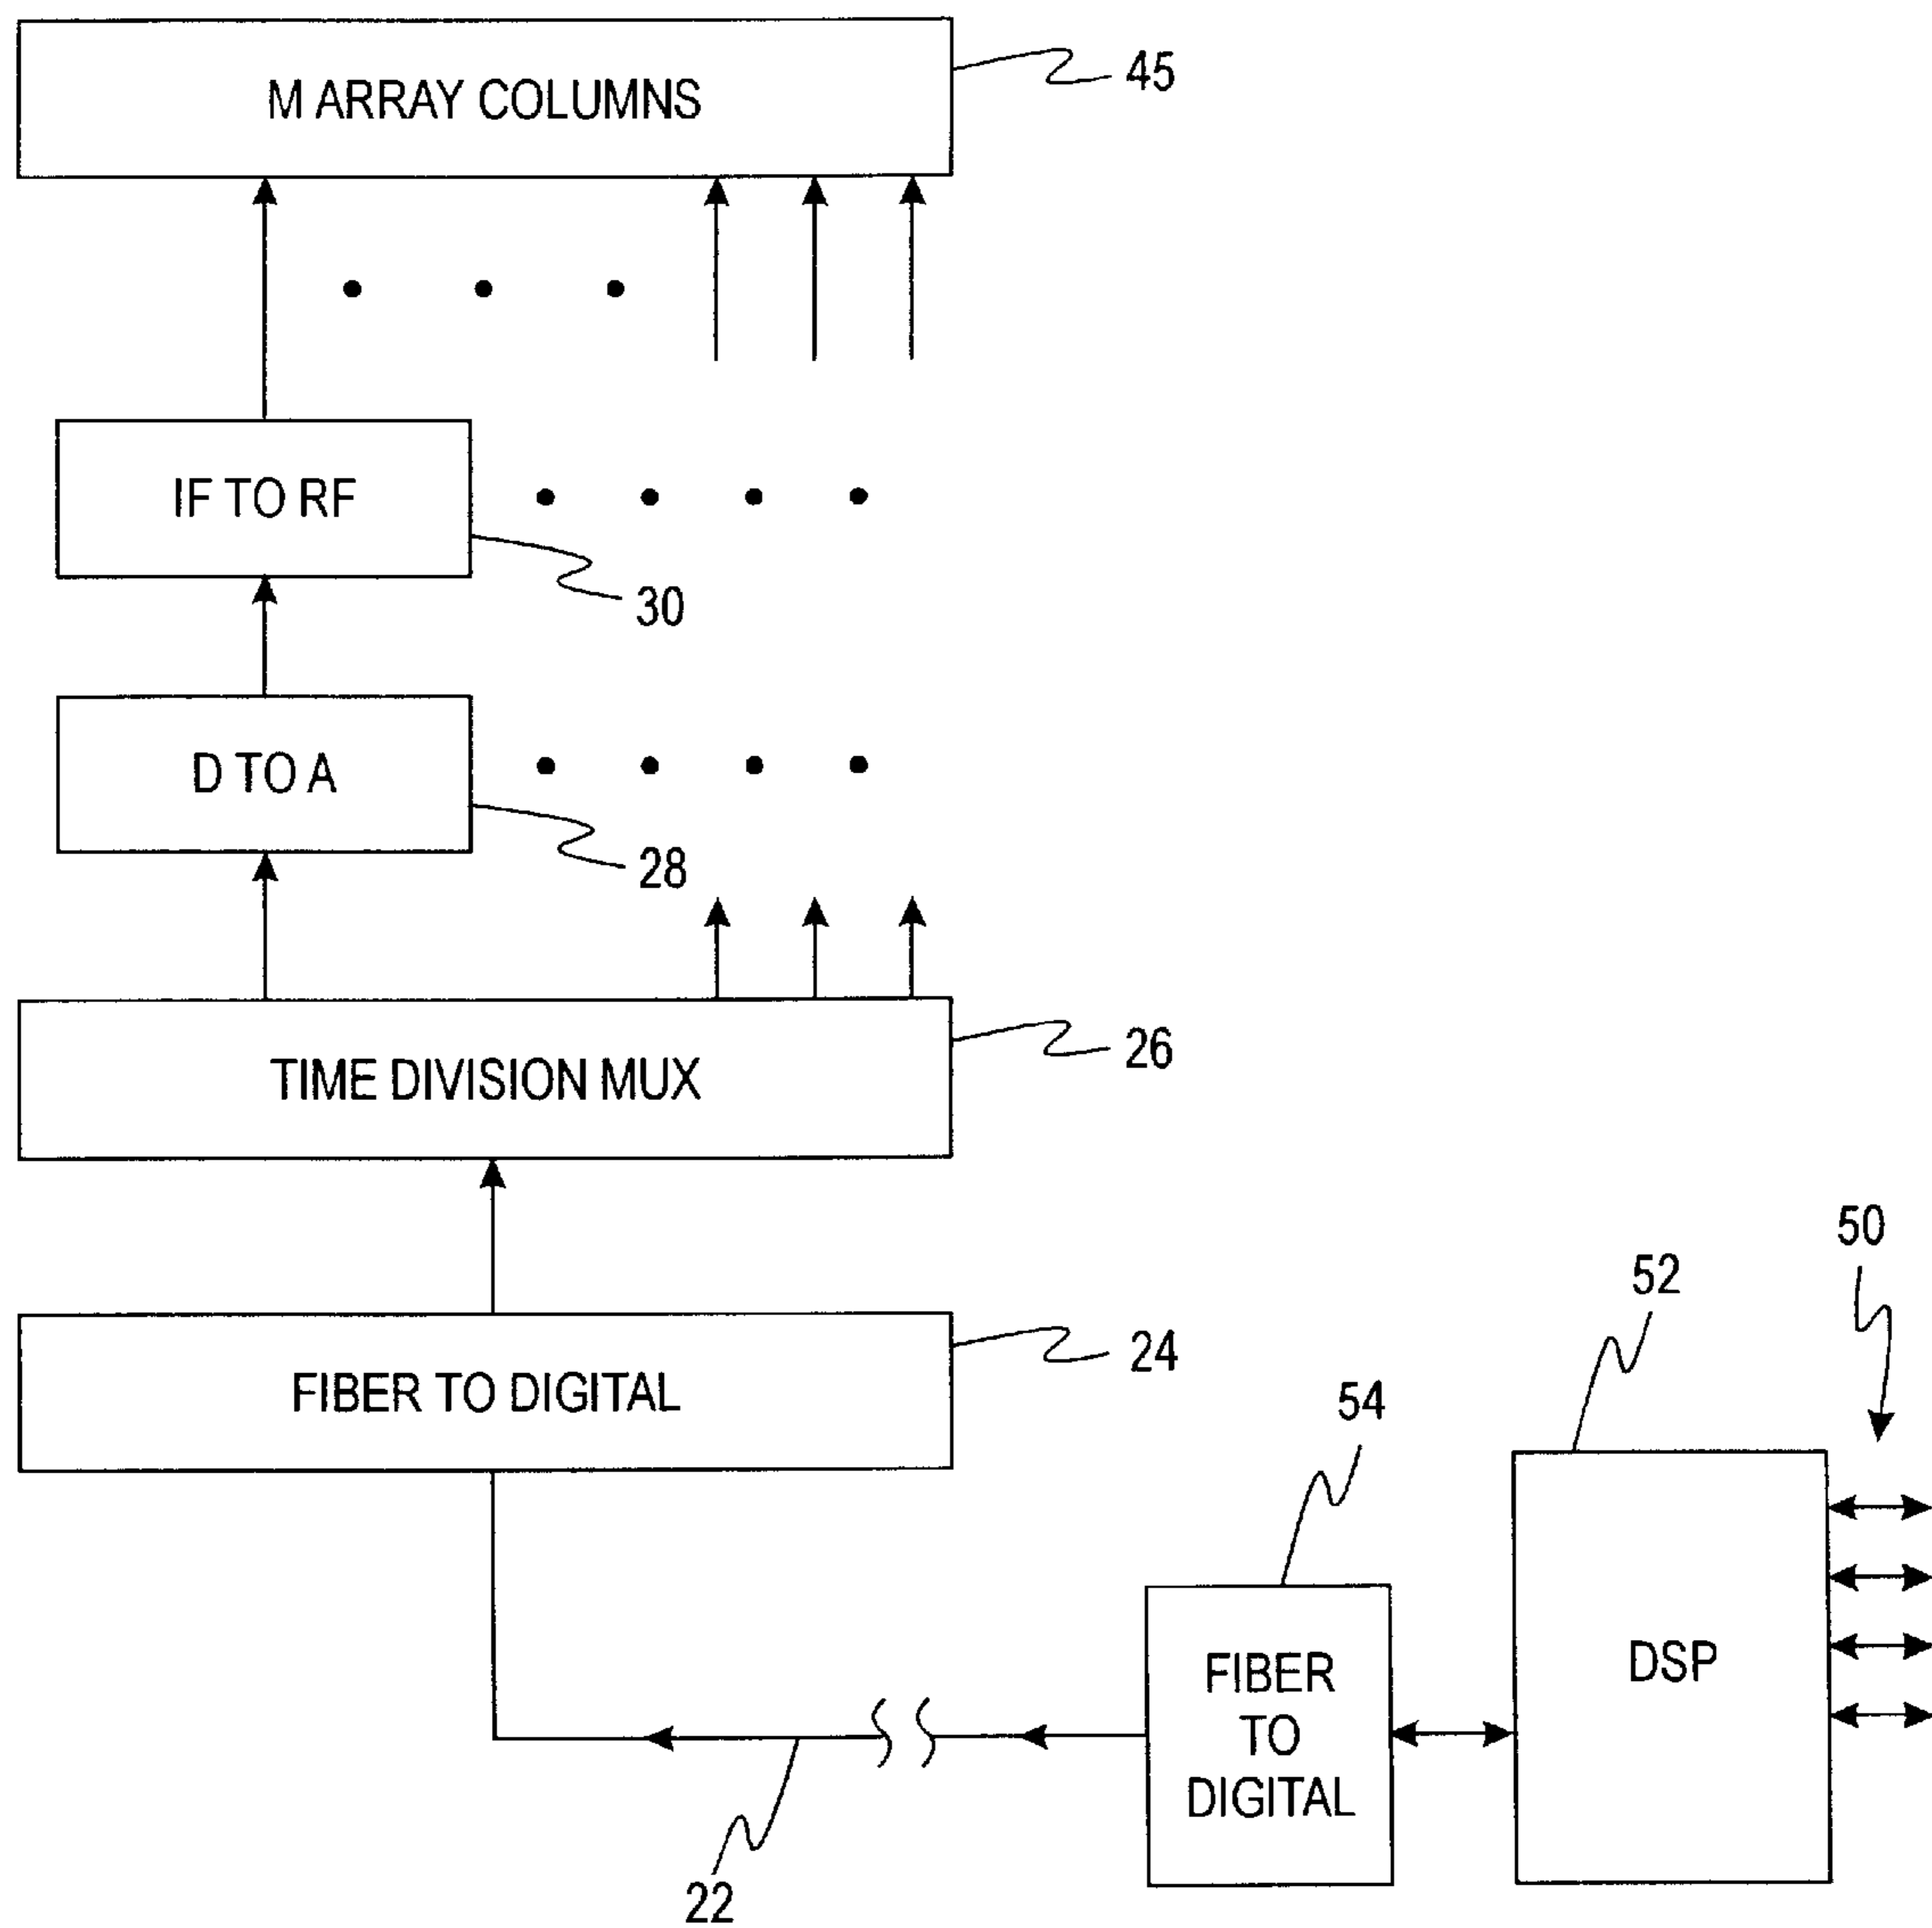 M ARRAY COLUMNS
45
IF TO RF
30
D TO A
28
TIME DIVISION MUX
26
FIBER TO DIGITAL
24
50
52
54
FIBER
TO
DIGITAL
DSP
22